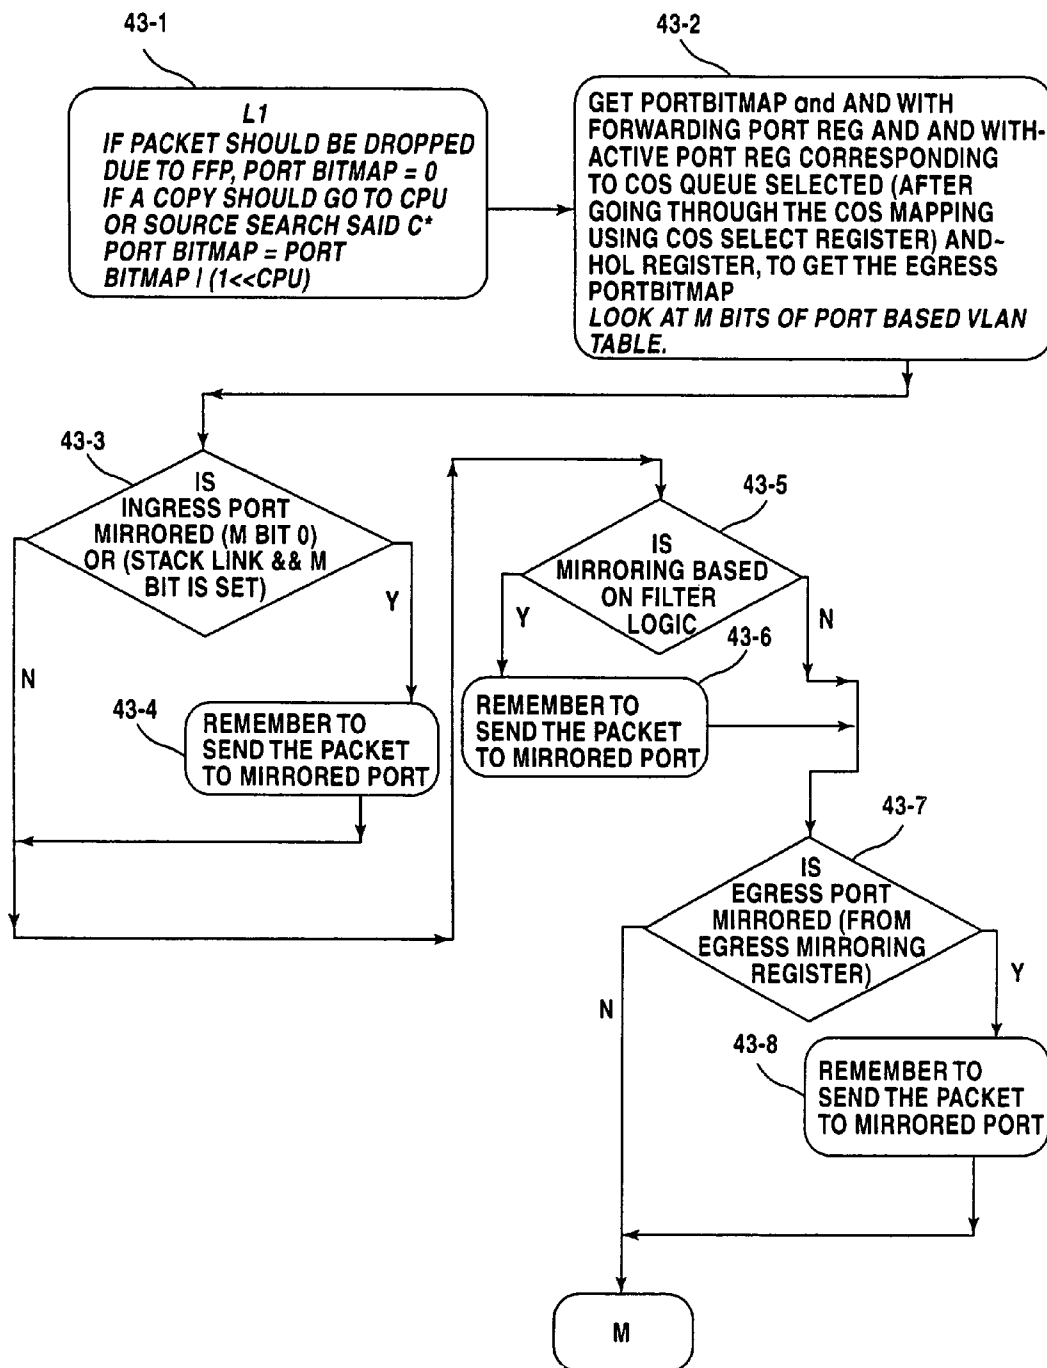 43-1
L1
IF PACKET SHOULD BE DROPPED
DUE TO FFP, PORT BITMAP = 0
IF A COPY SHOULD GO TO CPU
OR SOURCE SEARCH SAID C*
PORT BITMAP = PORT
BITMAP | (1<<CPU)
43-2
GET PORTBITMAP and AND WITH
FORWARDING PORT REG AND AND WITH-
ACTIVE PORT REG CORRESPONDING
TO COS QUEUE SELECTED (AFTER
GOING THROUGH THE COS MAPPING
USING COS SELECT REGISTER) AND~
HOL REGISTER, TO GET THE EGRESS
PORTBITMAP
LOOK AT M BITS OF PORT BASED VLAN
TABLE.
43-3
IS
INGRESS PORT
MIRRORED (M BIT 0)
OR (STACK LINK && M
BIT IS SET)
Y
N
43-4
REMEMBER TO
SEND THE PACKET
TO MIRRORED PORT
43-5
IS
MIRRORING BASED
ON FILTER
LOGIC
Y
N
43-6
REMEMBER TO
SEND THE PACKET
TO MIRRORED PORT
43-7
IS
EGRESS PORT
MIRRORED (FROM
EGRESS MIRRORING
REGISTER)
N
Y
43-8
REMEMBER TO
SEND THE PACKET
TO MIRRORED PORT
M